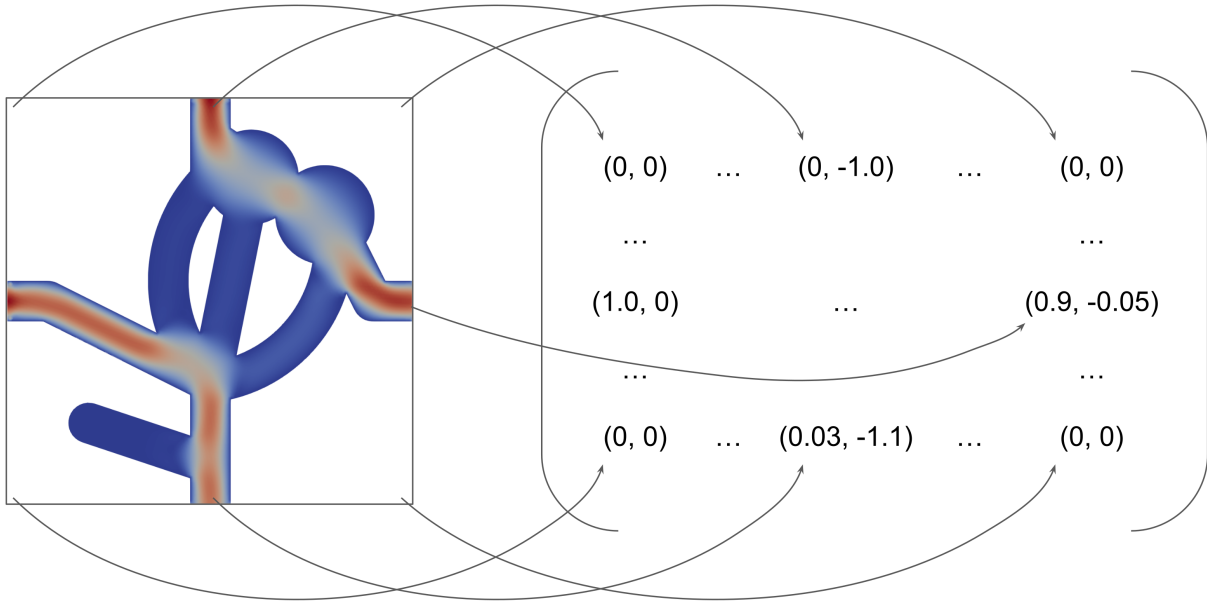 (0, 0) … (0, -1.0) … (0, 0)
… …
(1.0, 0) … (0.9, -0.05)
… …
(0, 0) … (0.03, -1.1) … (0, 0)